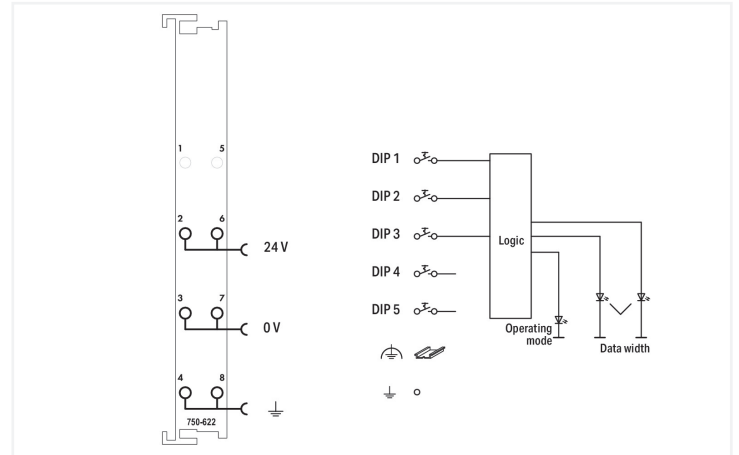 1 5
2 6
24 V
3 7
0 V
4 8
750-622
DIP 1
DIP 2
DIP 3
DIP 4
DIP 5
Logic
Operating
mode
Data width